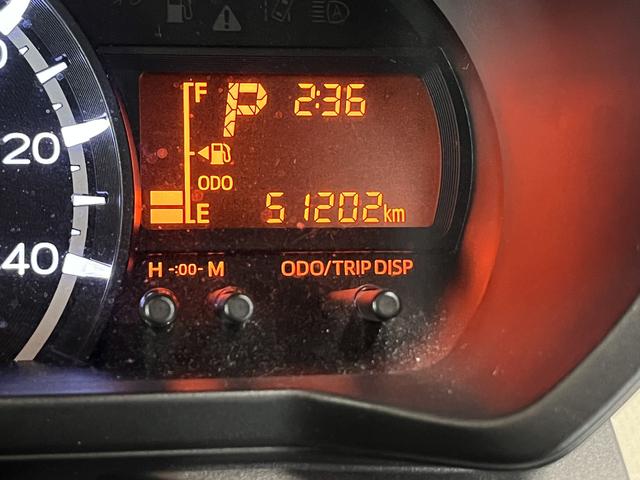 F P 2:36
ODO
E 51202km
20
40
H -:00- M ODO/TRIP DISP